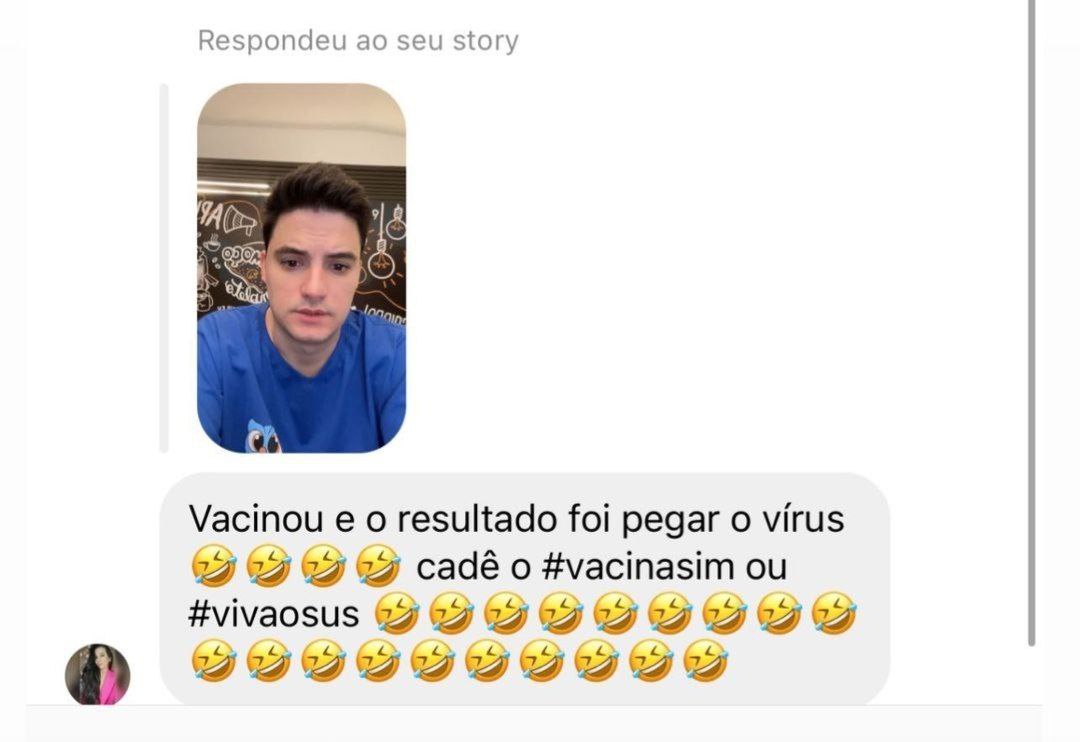 Respondeu ao seu story
Vacinou e o resultado foi pegar o vírus
🤣🤣🤣🤣 cadê o #vacinasim ou
#vivaosus 🤣🤣🤣🤣🤣🤣🤣🤣🤣
🤣🤣🤣🤣🤣🤣🤣🤣🤣🤣